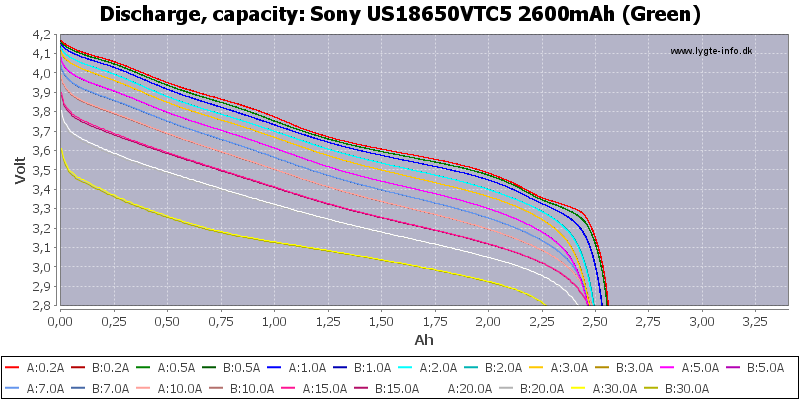 Discharge, capacity: Sony US18650VTC5 2600mAh (Green)
www.lygte-info.dk
Volt
4,2
4,1
4,0
3,9
3,8
3,7
3,6
3,5
3,4
3,3
3,2
3,1
3,0
2,9
2,8
0,00 0,25 0,50 0,75 1,00 1,25 1,50 1,75 2,00 2,25 2,50 2,75 3,00 3,25
Ah
A:0.2A B:0.2A A:0.5A B:0.5A A:1.0A B:1.0A A:2.0A B:2.0A A:3.0A B:3.0A A:5.0A B:5.0A
A:7.0A B:7.0A A:10.0A B:10.0A A:15.0A B:15.0A A:20.0A B:20.0A A:30.0A B:30.0A